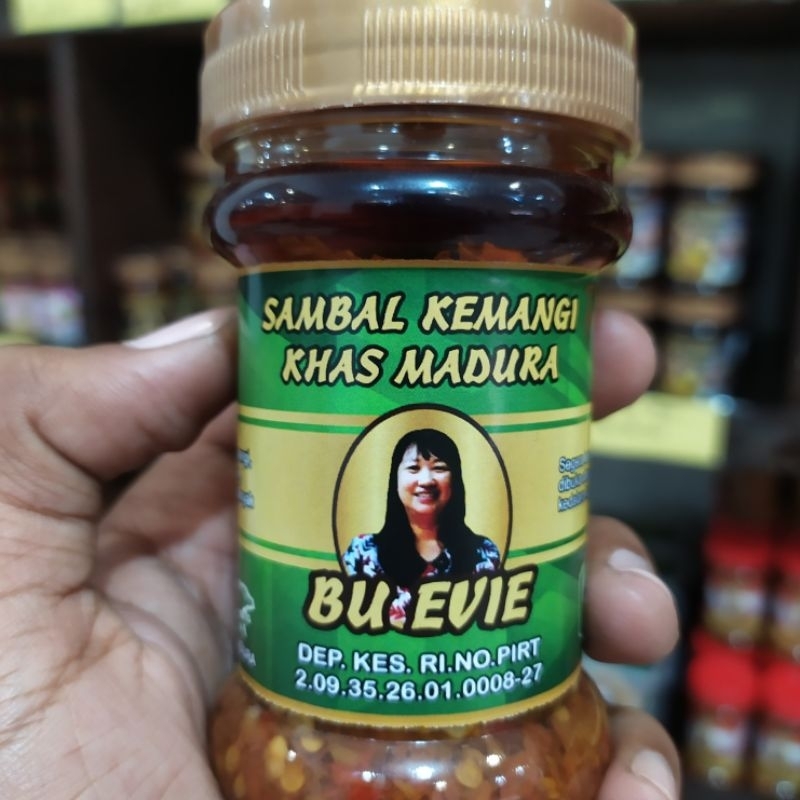 SAMBAL KEMANGI
KHAS MADURA
BU EVIE
DEP. KES. RI.NO.PIRT
2.09.35.26.01.0008-27